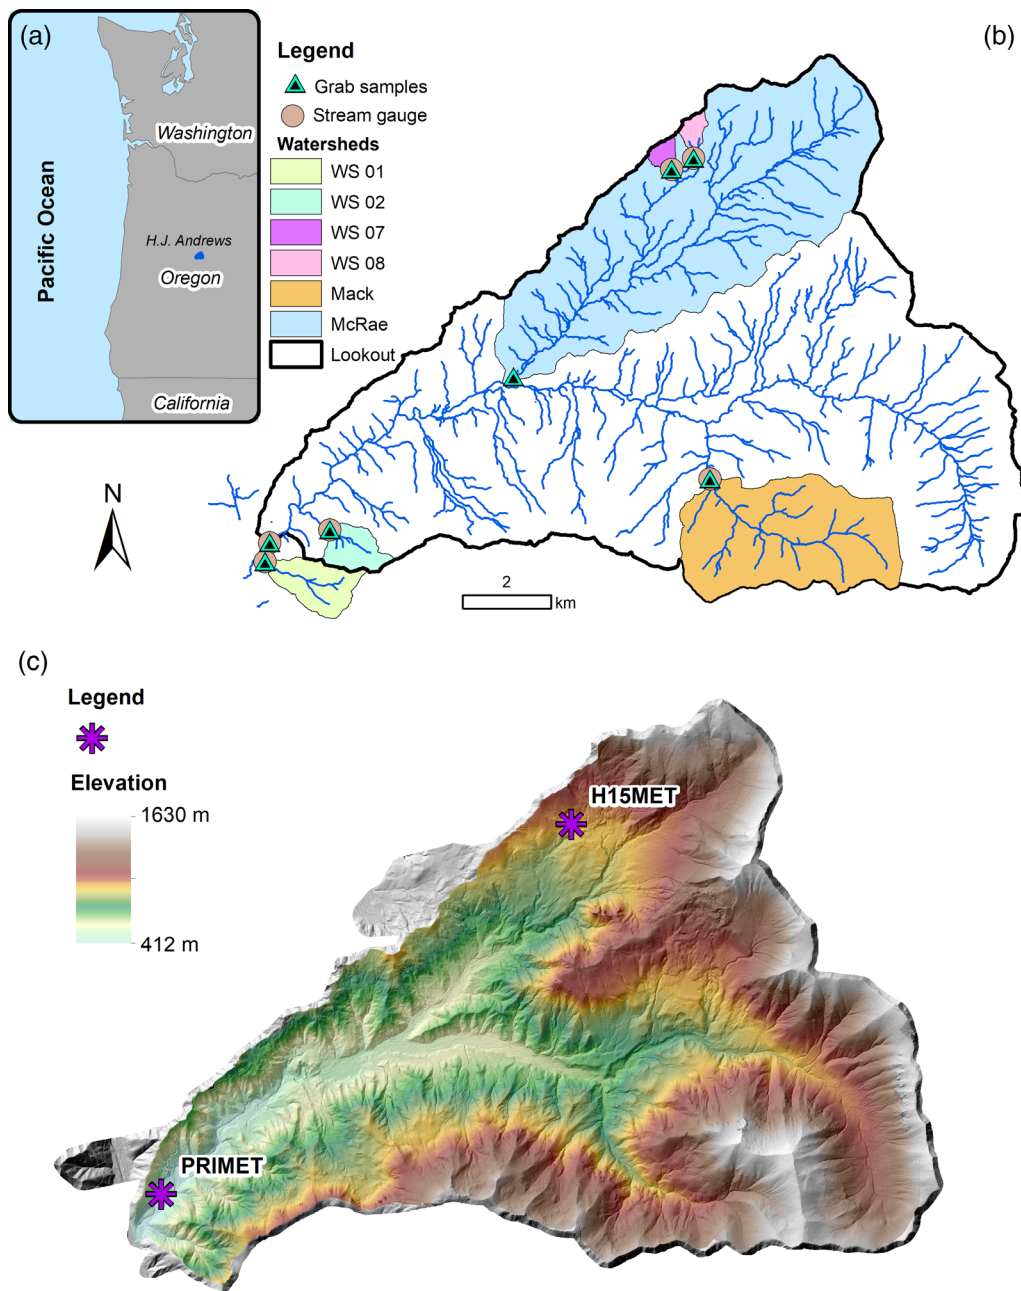 (a)
Washington
Pacific Ocean
H.J. Andrews
Oregon
California
Legend
Grab samples
Stream gauge
Watersheds
WS 01
WS 02
WS 07
WS 08
Mack
McRae
Lookout
(b)
N
2
km
(c)
Legend
Elevation
1630 m
412 m
H15MET
PRIMET